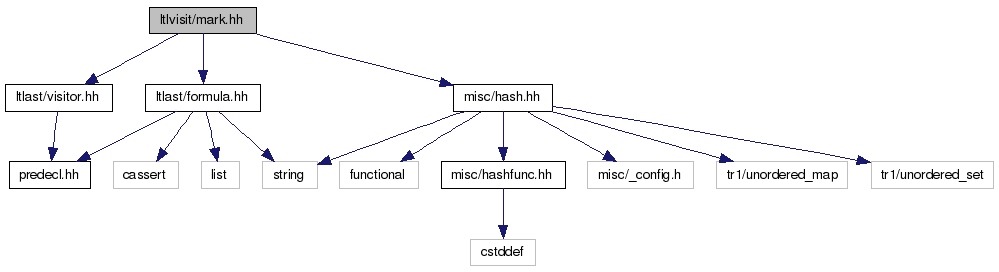 ltlvisit/mark.hh
ltlast/visitor.hh
ltlast/formula.hh
misc/hash.hh
predecl.hh
cassert
list
string
functional
misc/hashfunc.hh
misc/_config.h
tr1/unordered_map
tr1/unordered_set
cstddef